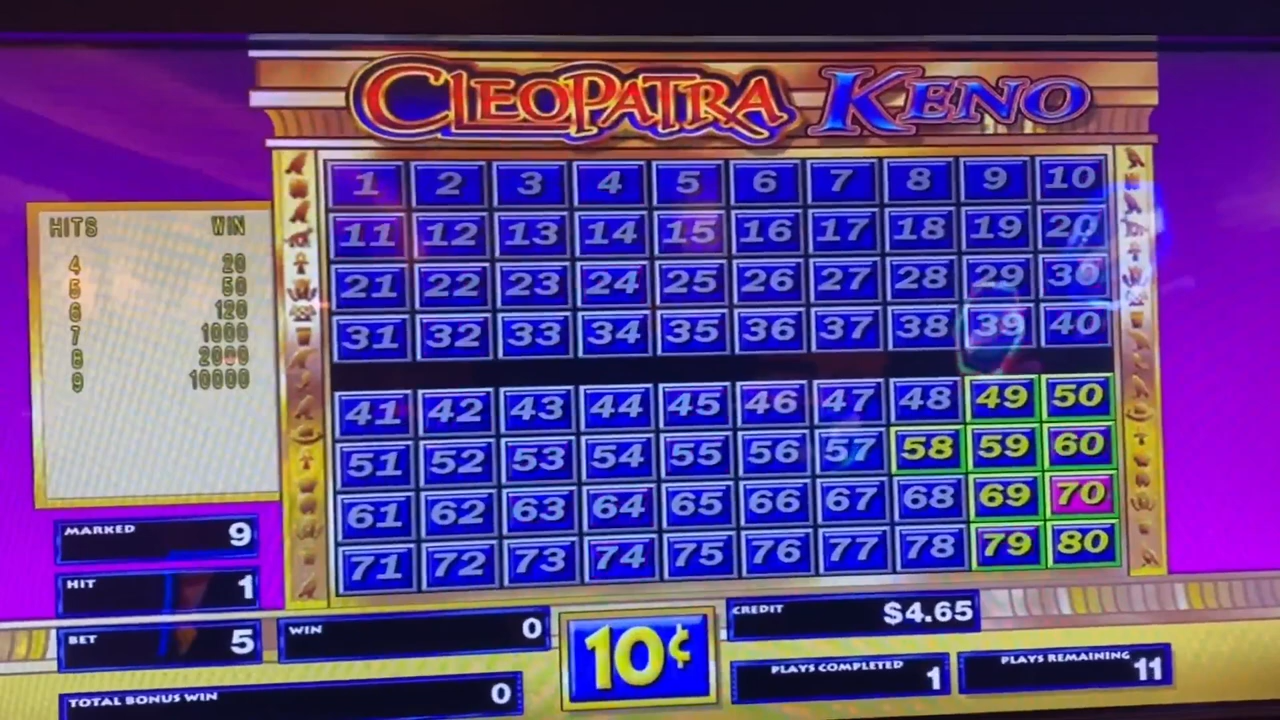 CLEOPATRA KENO
HITS WIN
4 20
5 50
6 120
7 1000
8 2000
9 10000
1 2 3 4 5 6 7 8 9 10
11 12 13 14 15 16 17 18 19 20
21 22 23 24 25 26 27 28 29 30
31 32 33 34 35 36 37 38 39 40
41 42 43 44 45 46 47 48 49 50
51 52 53 54 55 56 57 58 59 60
61 62 63 64 65 66 67 68 69 70
71 72 73 74 75 76 77 78 79 80
MARKED 9
HIT 1
BET 5
WIN 0
10¢
CREDIT $4.65
TOTAL BONUS WIN 0
PLAYS COMPLETED 1
PLAYS REMAINING 11